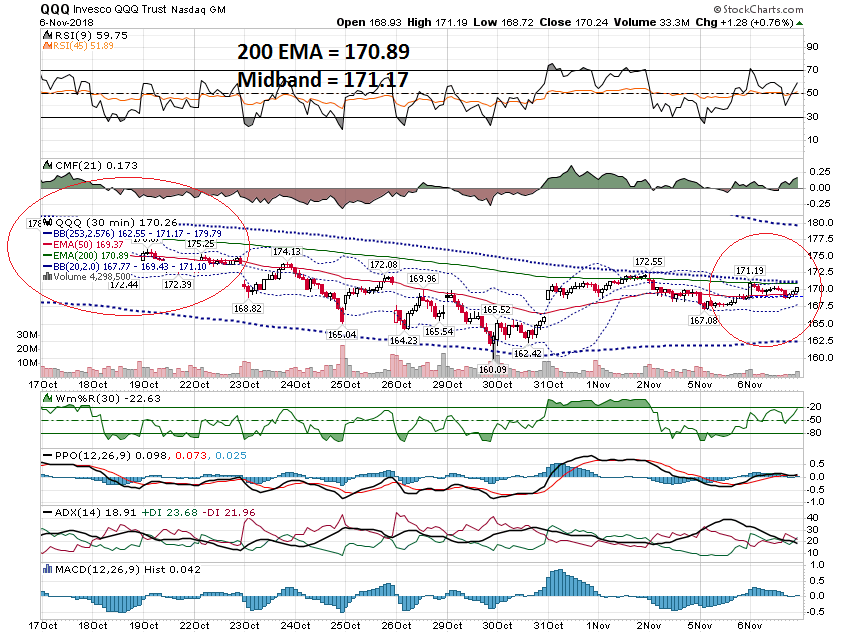 QQQ Invesco QQQ Trust Nasdaq GM
© StockCharts.com
6-Nov-2018
Open 168.93 High 171.19 Low 168.72 Close 170.24 Volume 33.3M Chg +1.28 (+0.76%)
RSI(9) 59.75
RSI(45) 51.89
200 EMA = 170.89
Midband = 171.17
90
70
50
30
10
CMF(21) 0.173
0.25
0.00
-0.25
QQQ (30 min) 170.26
BB(253,2.576) 162.55 - 171.17 - 179.79
EMA(50) 169.37
EMA(200) 170.89
BB(20,2.0) 167.77 - 169.43 - 171.10
Volume 4,298,500
175.25
172.44
172.39
168.82
174.13
165.04
172.08
164.23
169.96
165.54
165.52
160.09
162.42
172.55
167.08
171.19
180.0
177.5
175.0
172.5
170.0
167.5
165.0
162.5
160.0
30M
20M
10M
17Oct 18Oct 19Oct 22Oct 23Oct 24Oct 25Oct 26Oct 29Oct 30Oct 31Oct 1Nov 2Nov 5Nov 6Nov
Wm%R(30) -22.63
-20
-50
-80
PPO(12,26,9) 0.098, 0.073, 0.025
0.5
0.0
-0.5
-1.0
ADX(14) 18.91 +DI 23.68 -DI 21.96
40
30
20
10
MACD(12,26,9) Hist 0.042
1.0
0.5
0.0
-0.5
17Oct 18Oct 19Oct 22Oct 23Oct 24Oct 25Oct 26Oct 29Oct 30Oct 31Oct 1Nov 2Nov 5Nov 6Nov